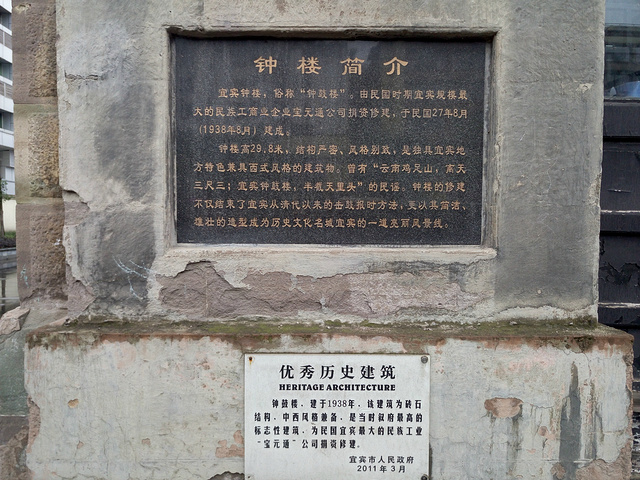 钟楼简介
宜宾钟楼，俗称“钟鼓楼”。由民国时期宜宾规模最
大的民族工商业企业宝元通公司捐资修建，于民国27年8月
（1938年8月）建成。
钟楼高29.8米，结构严密、风格别致，是独具宜宾地
方特色兼具西式风格的建筑物。曾有“云南鸡足山，离天
三尺三；宜宾钟鼓楼，半截天里头”的民谣。钟楼的修建
不仅结束了宜宾从清代以来的击鼓报时方法，更以其简洁、
雄壮的造型成为历史文化名城宜宾的一道亮丽风景线。
优秀历史建筑
HERITAGE ARCHITECTURE
钟鼓楼，建于1938年，该建筑为砖石
结构，中西风格兼备，是当时叙府最高的
标志性建筑，为民国宜宾最大的民族工业
“宝元通”公司捐资修建。
宜宾市人民政府
2011年3月